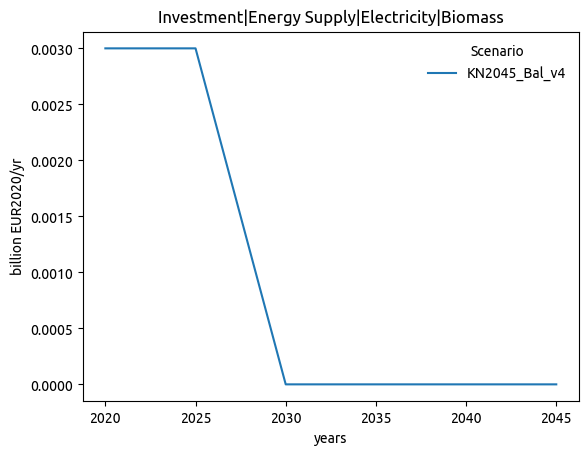 Investment|Energy Supply|Electricity|Biomass
Scenario
KN2045_Bal_v4
0.0030
0.0025
0.0020
0.0015
0.0010
0.0005
0.0000
billion EUR2020/yr
2020 2025 2030 2035 2040 2045
years